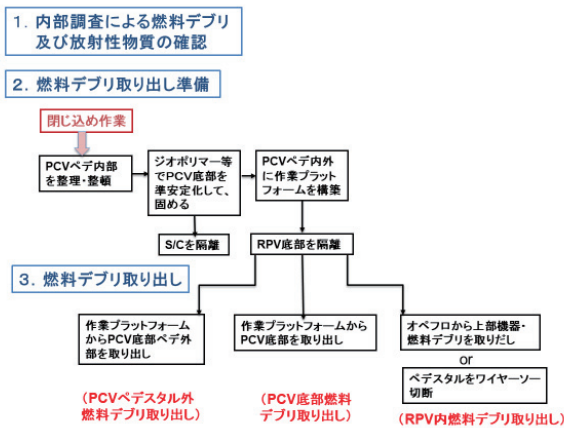 1. 内部調査による燃料デブリ
及び放射性物質の確認
2. 燃料デブリ取り出し準備
閉じ込め作業
PCVペデ内部
を整理・整頓
ジオポリマー等
でPCV底部を
準安定化して、
固める
PCVペデ内外
に作業プラット
フォームを構築
S/Cを隔離
RPV底部を隔離
3. 燃料デブリ取り出し
作業プラットフォーム
からPCV底部ペデ外
部を取り出し
作業プラットフォームから
PCV底部を取り出し
オペフロから上部機器・
燃料デブリを取りだし
or
ペデスタルをワイヤーソー
切断
(PCVペデスタル外
燃料デブリ取り出し)
(PCV底部燃料
デブリ取り出し)
(RPV内燃料デブリ取り出し)